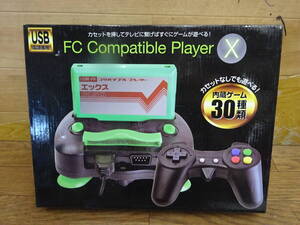 カセットを挿してテレビに繋げばすぐにゲームが遊べる!
USB
FC Compatible Player X
エックス
カセットなしでも遊べる!
内蔵ゲーム
30種類